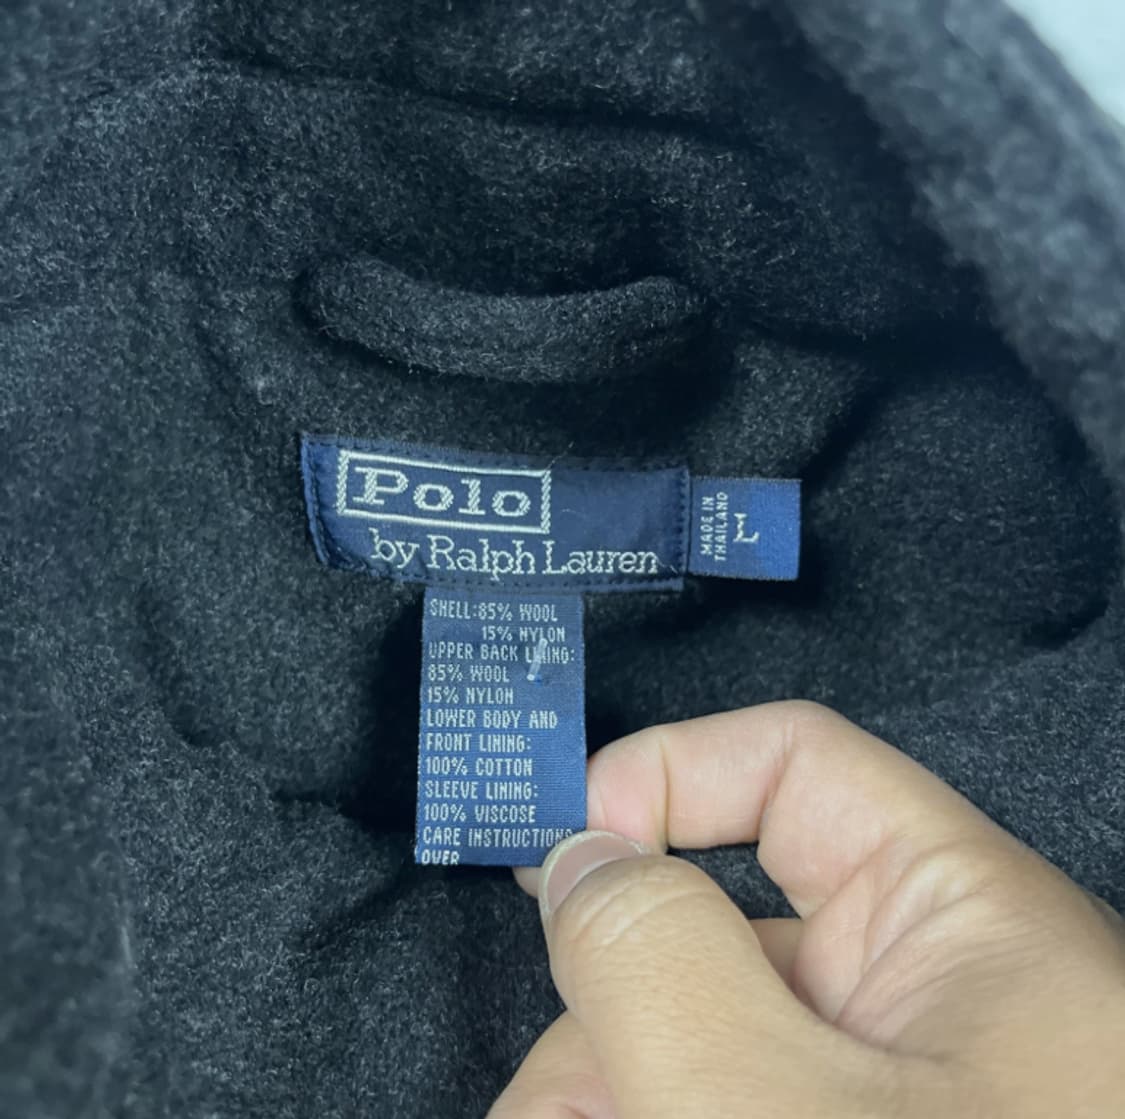 Polo
by Ralph Lauren
MADE IN
THAILAND
L
SHELL:85% WOOL
15% NYLON
UPPER BACK LINING:
85% WOOL
15% NYLON
LOWER BODY AND
FRONT LINING:
100% COTTON
SLEEVE LINING:
100% VISCOSE
CARE INSTRUCTIONS
OVER